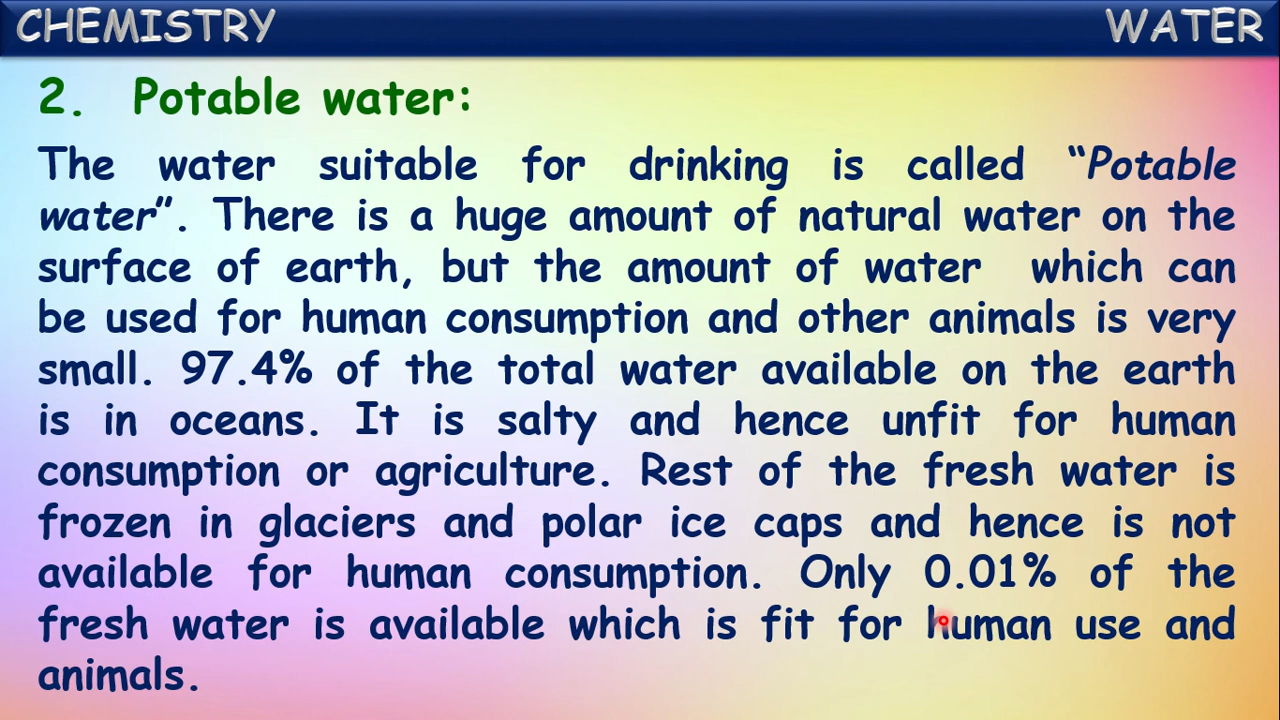 CHEMISTRY WATER
2. Potable water:
The water suitable for drinking is called “Potable
water”. There is a huge amount of natural water on the
surface of earth, but the amount of water which can
be used for human consumption and other animals is very
small. 97.4% of the total water available on the earth
is in oceans. It is salty and hence unfit for human
consumption or agriculture. Rest of the fresh water is
frozen in glaciers and polar ice caps and hence is not
available for human consumption. Only 0.01% of the
fresh water is available which is fit for human use and
animals.